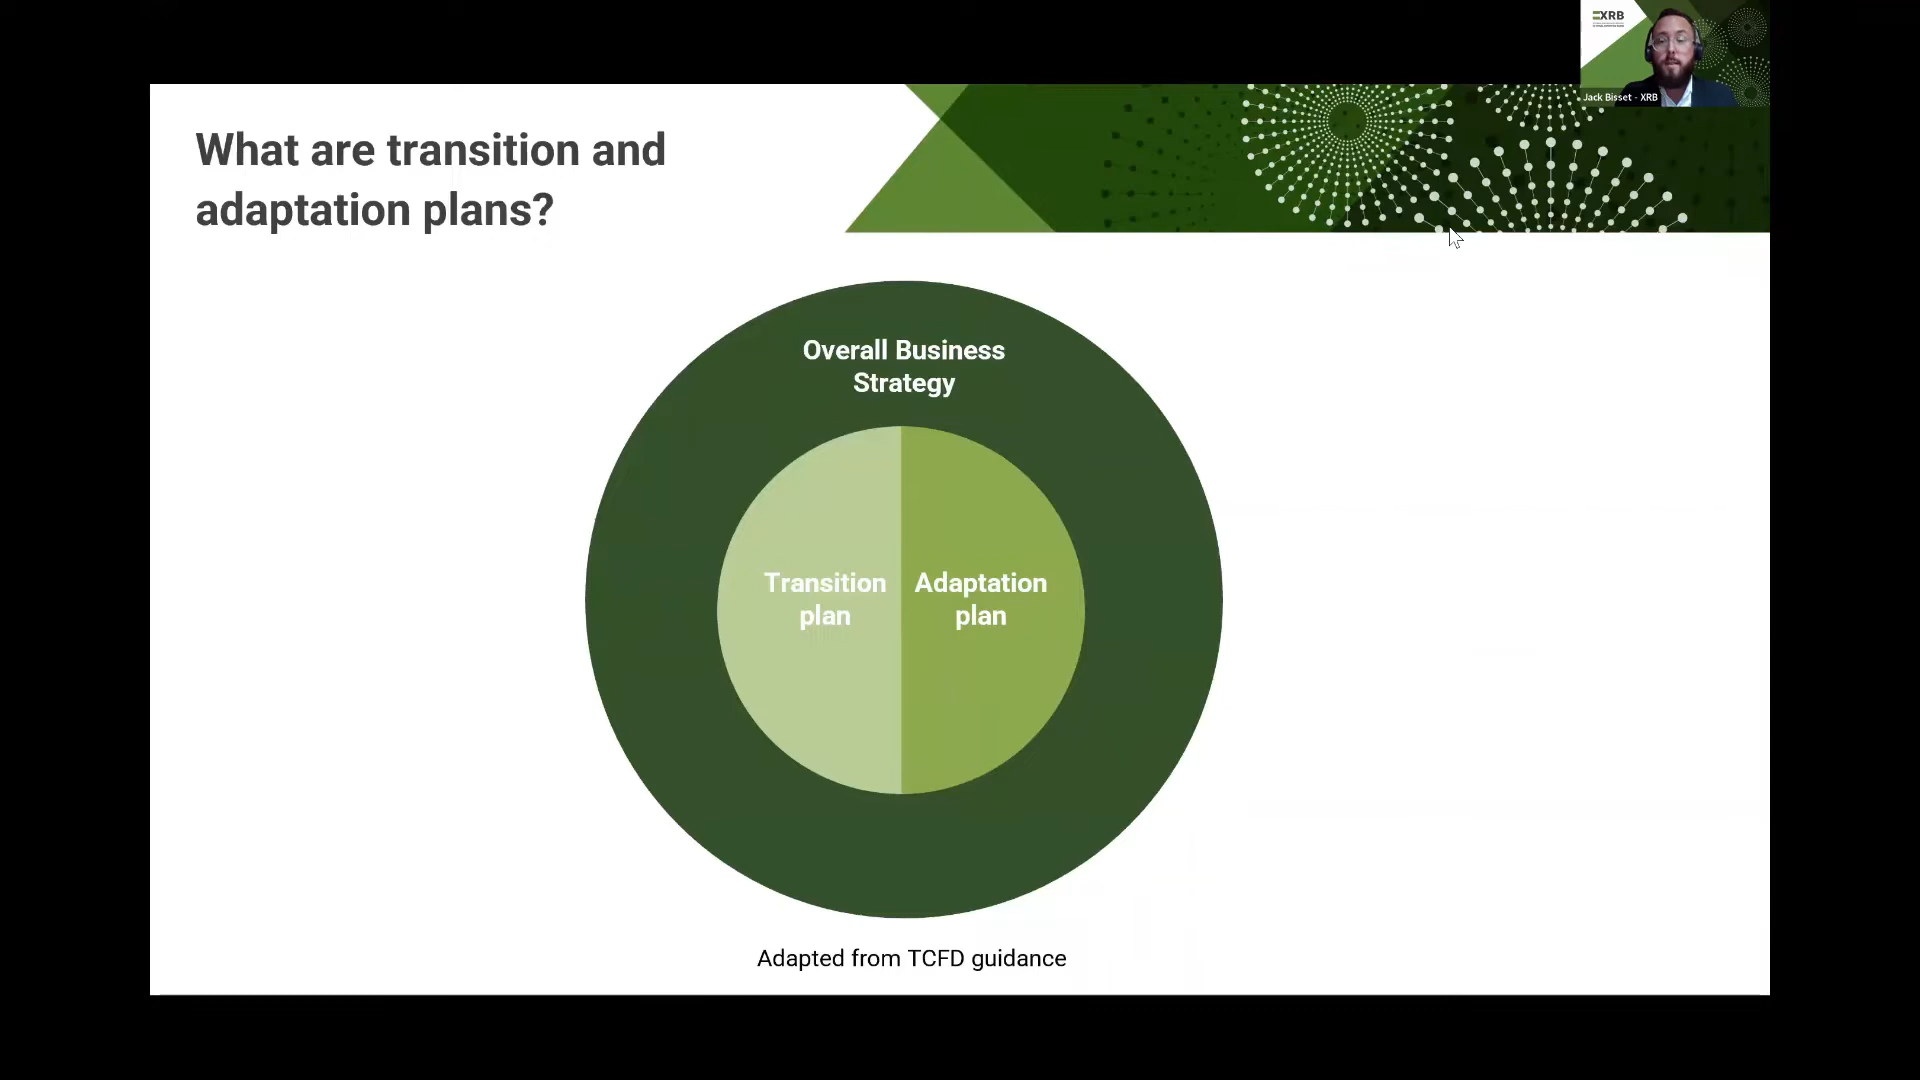 XRB
Jack Bisset - XRB
What are transition and
adaptation plans?
Overall Business
Strategy
Transition
plan
Adaptation
plan
Adapted from TCFD guidance